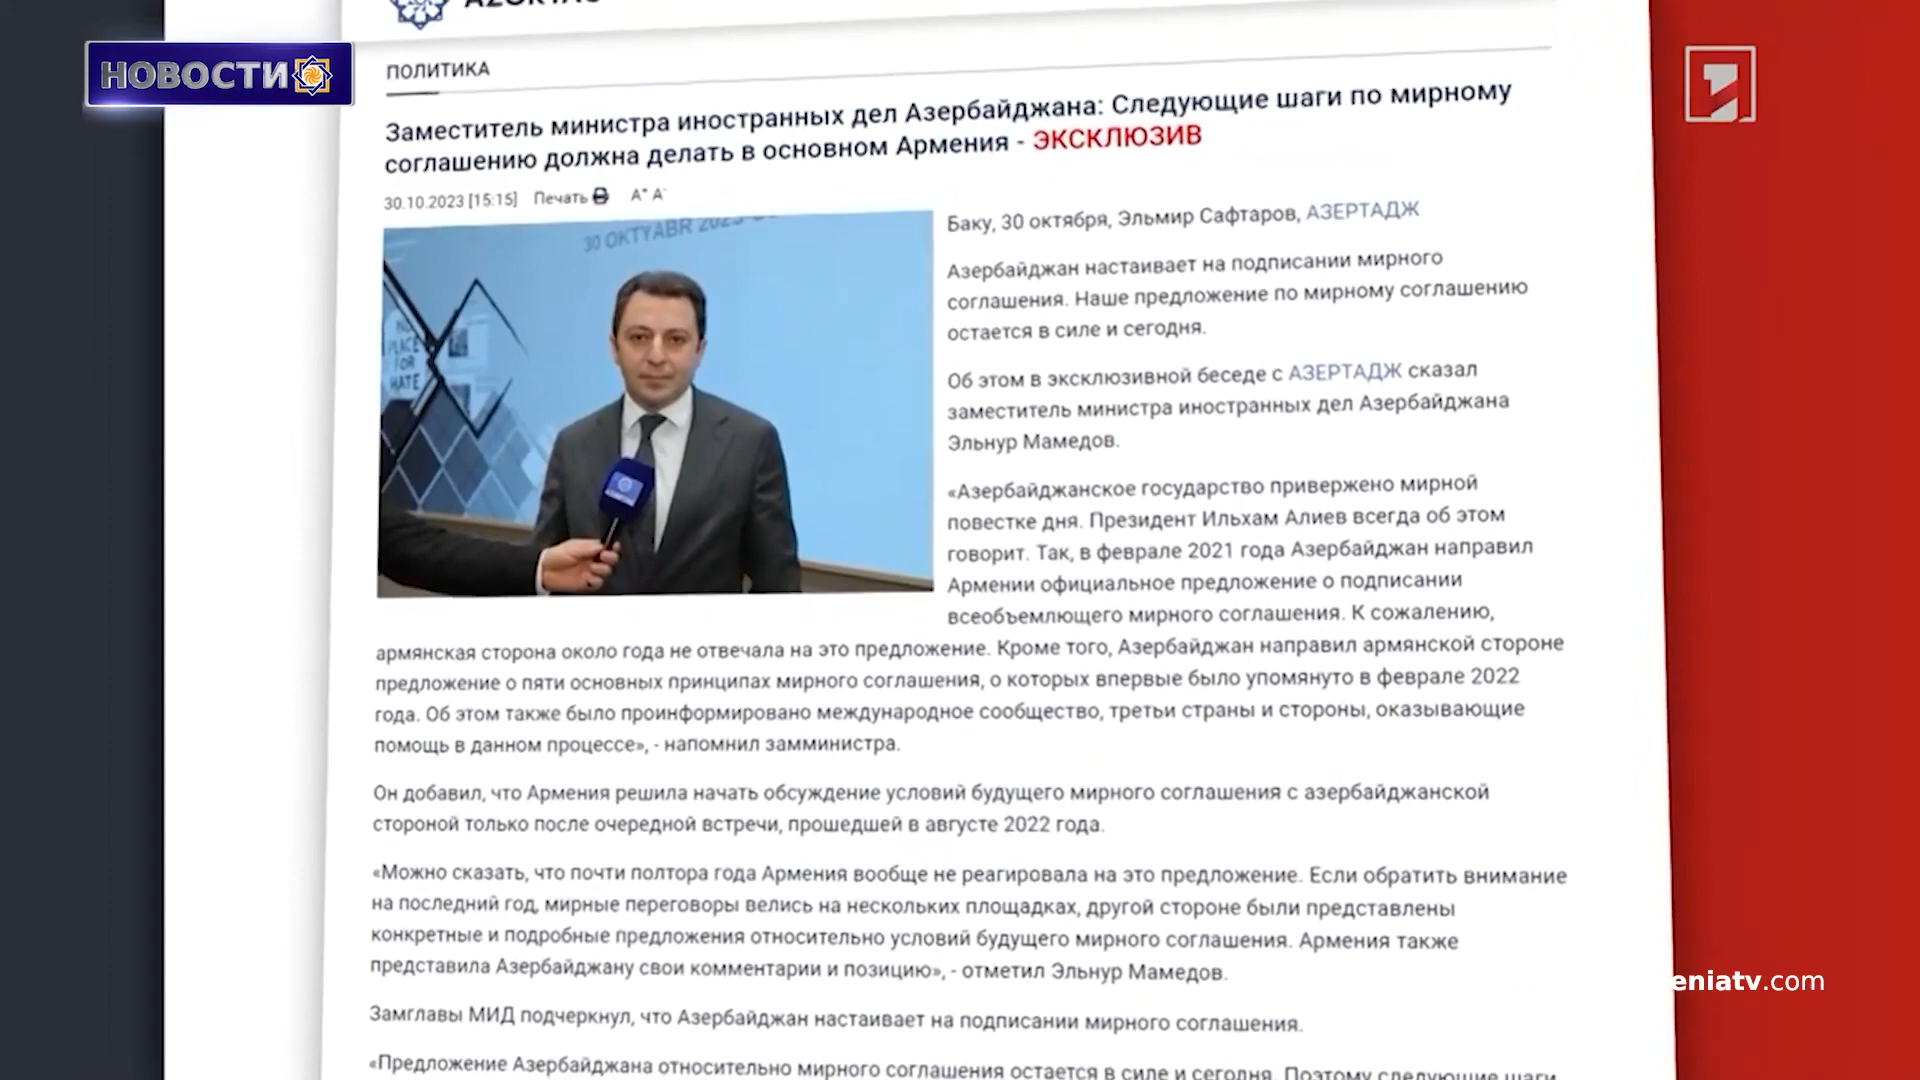 НОВОСТИ
ПОЛИТИКА
Заместитель министра иностранных дел Азербайджана: Следующие шаги по мирному
соглашению должна делать в основном Армения - ЭКСКЛЮЗИВ
30.10.2023 [15:15] Печать A+ A-
30 OKTYABR 2023
NO
PLACE
FOR
HATE
Баку, 30 октября, Эльмир Сафтаров, АЗЕРТАДЖ
Азербайджан настаивает на подписании мирного
соглашения. Наше предложение по мирному соглашению
остается в силе и сегодня.
Об этом в эксклюзивной беседе с АЗЕРТАДЖ сказал
заместитель министра иностранных дел Азербайджана
Эльнур Мамедов.
«Азербайджанское государство привержено мирной
повестке дня. Президент Ильхам Алиев всегда об этом
говорит. Так, в феврале 2021 года Азербайджан направил
Армении официальное предложение о подписании
всеобъемлющего мирного соглашения. К сожалению,
армянская сторона около года не отвечала на это предложение. Кроме того, Азербайджан направил армянской стороне
предложение о пяти основных принципах мирного соглашения, о которых впервые было упомянуто в феврале 2022
года. Об этом также было проинформировано международное сообщество, третьи страны и стороны, оказывающие
помощь в данном процессе», - напомнил замминистра.
Он добавил, что Армения решила начать обсуждение условий будущего мирного соглашения с азербайджанской
стороной только после очередной встречи, прошедшей в августе 2022 года.
«Можно сказать, что почти полтора года Армения вообще не реагировала на это предложение. Если обратить внимание
на последний год, мирные переговоры велись на нескольких площадках, другой стороне были представлены
конкретные и подробные предложения относительно условий будущего мирного соглашения. Армения также
представила Азербайджану свои комментарии и позицию», - отметил Эльнур Мамедов.
Замглавы МИД подчеркнул, что Азербайджан настаивает на подписании мирного соглашения.
«Предложение Азербайджана относительно мирного соглашения остается в силе и сегодня. Поэтому следующие шаги
eniatv.com